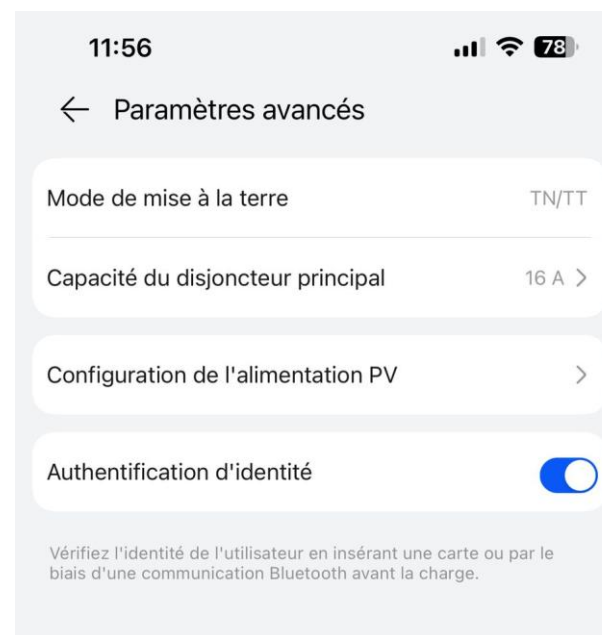 11:56
78
Paramètres avancés
Mode de mise à la terre TN/TT
Capacité du disjoncteur principal 16 A
Configuration de l'alimentation PV
Authentification d'identité
Vérifiez l'identité de l'utilisateur en insérant une carte ou par le
biais d'une communication Bluetooth avant la charge.